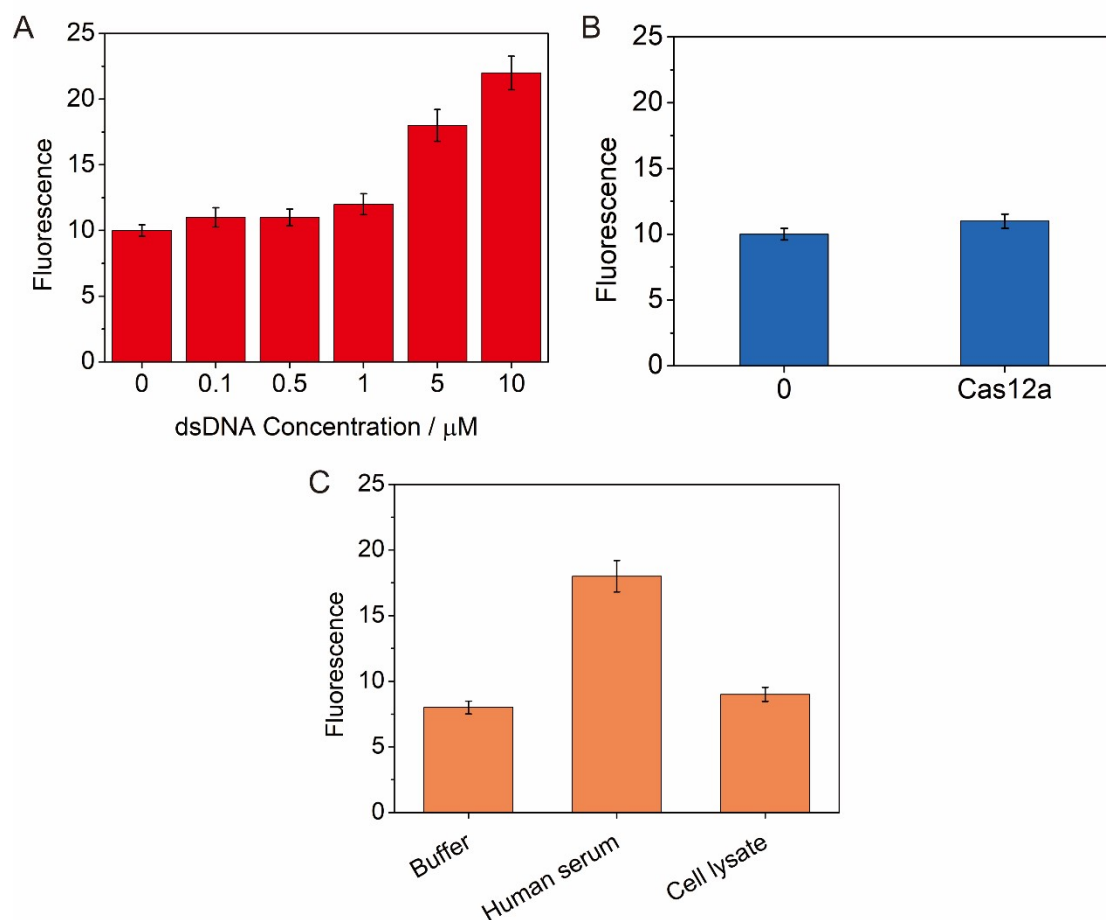 A
25
20
15
10
5
0
Fluorescence
0 0.1 0.5 1 5 10
dsDNA Concentration / μM
B
25
20
15
10
5
0
Fluorescence
0 Cas12a
C
25
20
15
10
5
0
Fluorescence
Buffer
Human serum
Cell lysate